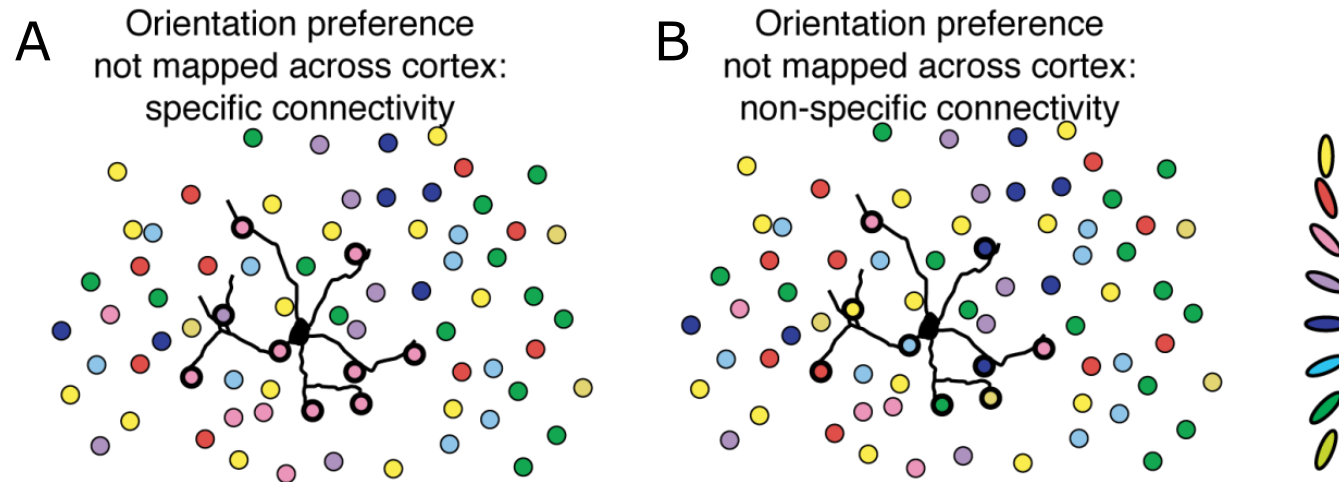 A
Orientation preference
not mapped across cortex:
specific connectivity
B
Orientation preference
not mapped across cortex:
non-specific connectivity